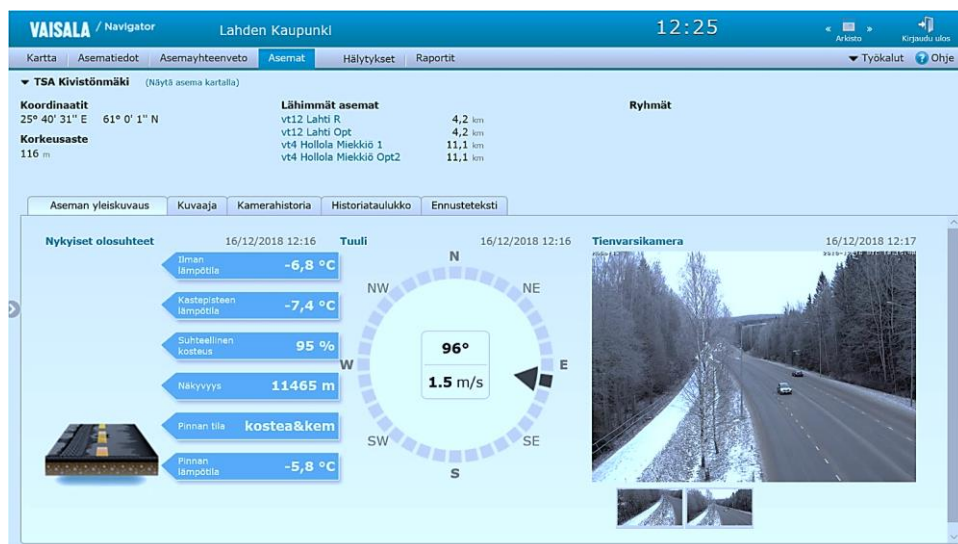 VAISALA / Navigator
Lahden Kaupunki
12:25
« Arkisto »
Kirjaudu ulos
Kartta Asematiedot Asemayhteenveto Asemat Hälytykset Raportit
Työkalut ? Ohje
TSA Kivistönmäki (Näytä asema kartalla)
Koordinaatit
25° 40' 31'' E 61° 0' 1'' N
Korkeusaste
116 m
Lähimmät asemat
vt12 Lahti R 4,2 km
vt12 Lahti Opt 4,2 km
vt4 Hollola Miekkiö 1 11,1 km
vt4 Hollola Miekkiö Opt2 11,1 km
Ryhmät
Aseman yleiskuvaus Kuvaaja Kamerahistoria Historiataulukko Ennusteteksti
Nykyiset olosuhteet 16/12/2018 12:16
Ilman lämpötila -6,8 °C
Kastepisteen lämpötila -7,4 °C
Suhteellinen kosteus 95 %
Näkyvyys 11465 m
Pinnan tila kostea&kem
Pinnan lämpötila -5,8 °C
Tuuli 16/12/2018 12:16
N
NW NE
W E
96°
1.5 m/s
SW SE
S
Tienvarsikamera 16/12/2018 12:17